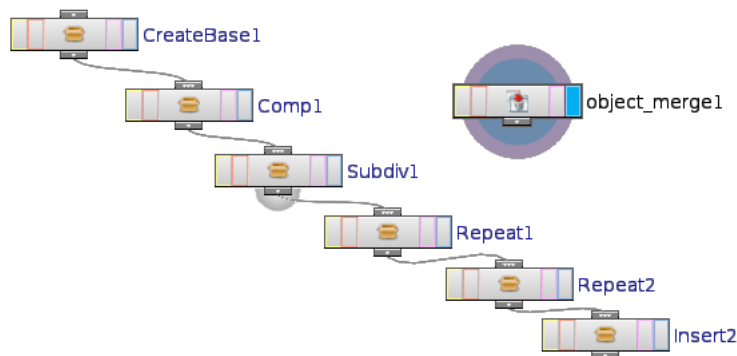 CreateBase1
Comp1
object_merge1
Subdiv1
Repeat1
Repeat2
Insert2